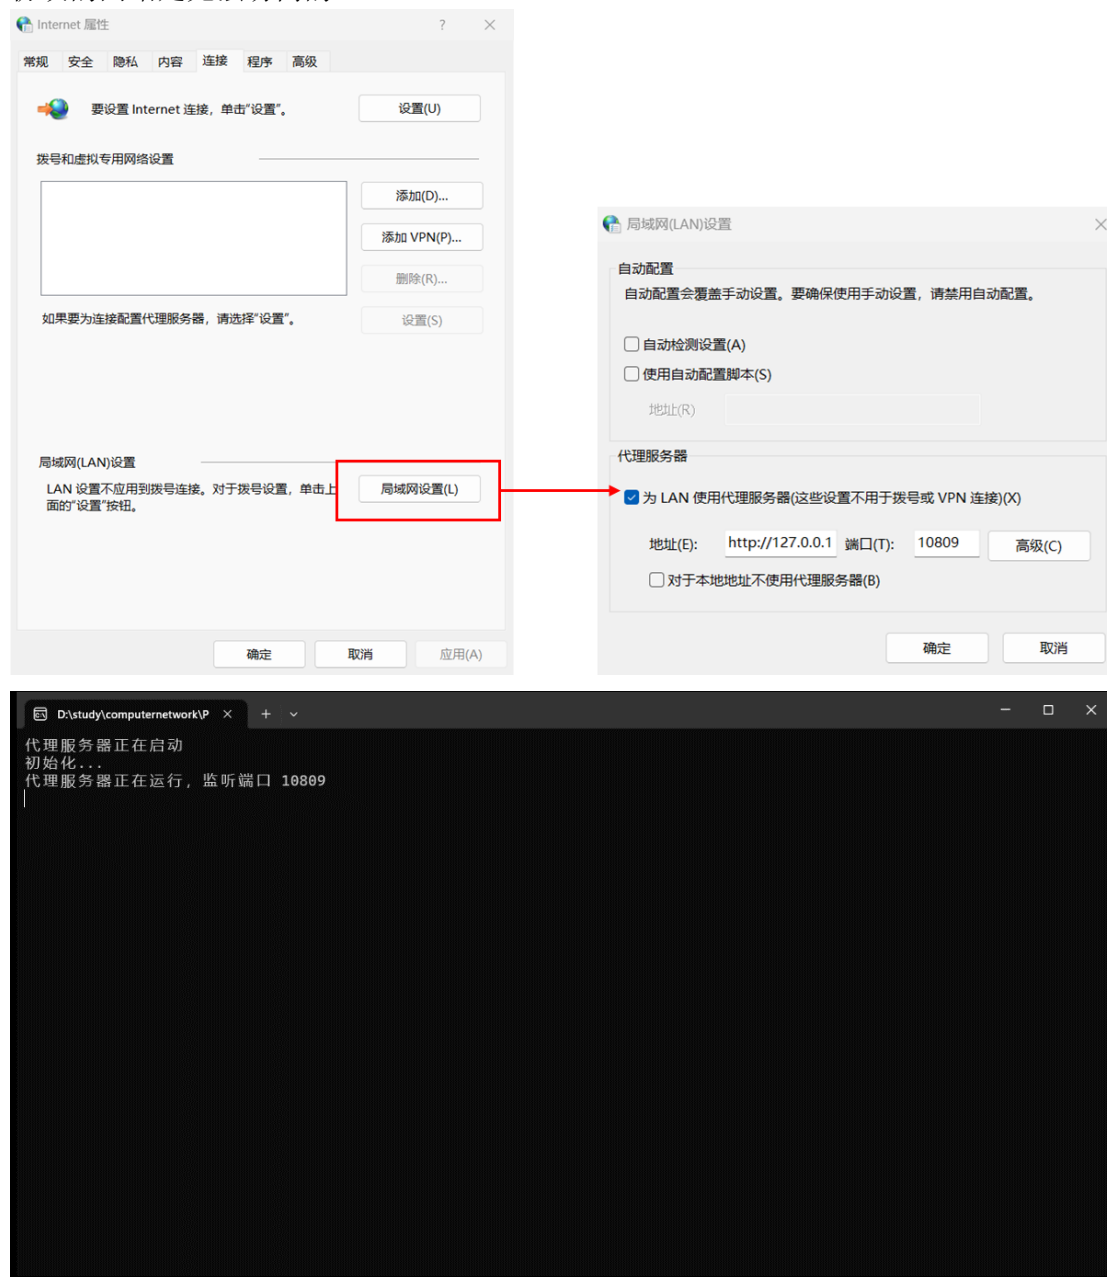 Internet 属性
?
常规 安全 隐私 内容 连接 程序 高级
要设置 Internet 连接，单击“设置”。
设置(U)
拨号和虚拟专用网络设置
添加(D)...
添加 VPN(P)...
删除(R)...
如果要为连接配置代理服务器，请选择“设置”。
设置(S)
局域网(LAN)设置
LAN 设置不应用到拨号连接。对于拨号设置，单击上
面的“设置”按钮。
局域网设置(L)
确定 取消 应用(A)
局域网(LAN)设置
自动配置
自动配置会覆盖手动设置。要确保使用手动设置，请禁用自动配置。
自动检测设置(A)
使用自动配置脚本(S)
地址(R)
代理服务器
为 LAN 使用代理服务器(这些设置不用于拨号或 VPN 连接)(X)
地址(E): http://127.0.0.1 端口(T): 10809 高级(C)
对于本地地址不使用代理服务器(B)
确定 取消
D:\study\computernetwork\P
代理服务器正在启动
初始化...
代理服务器正在运行，监听端口 10809